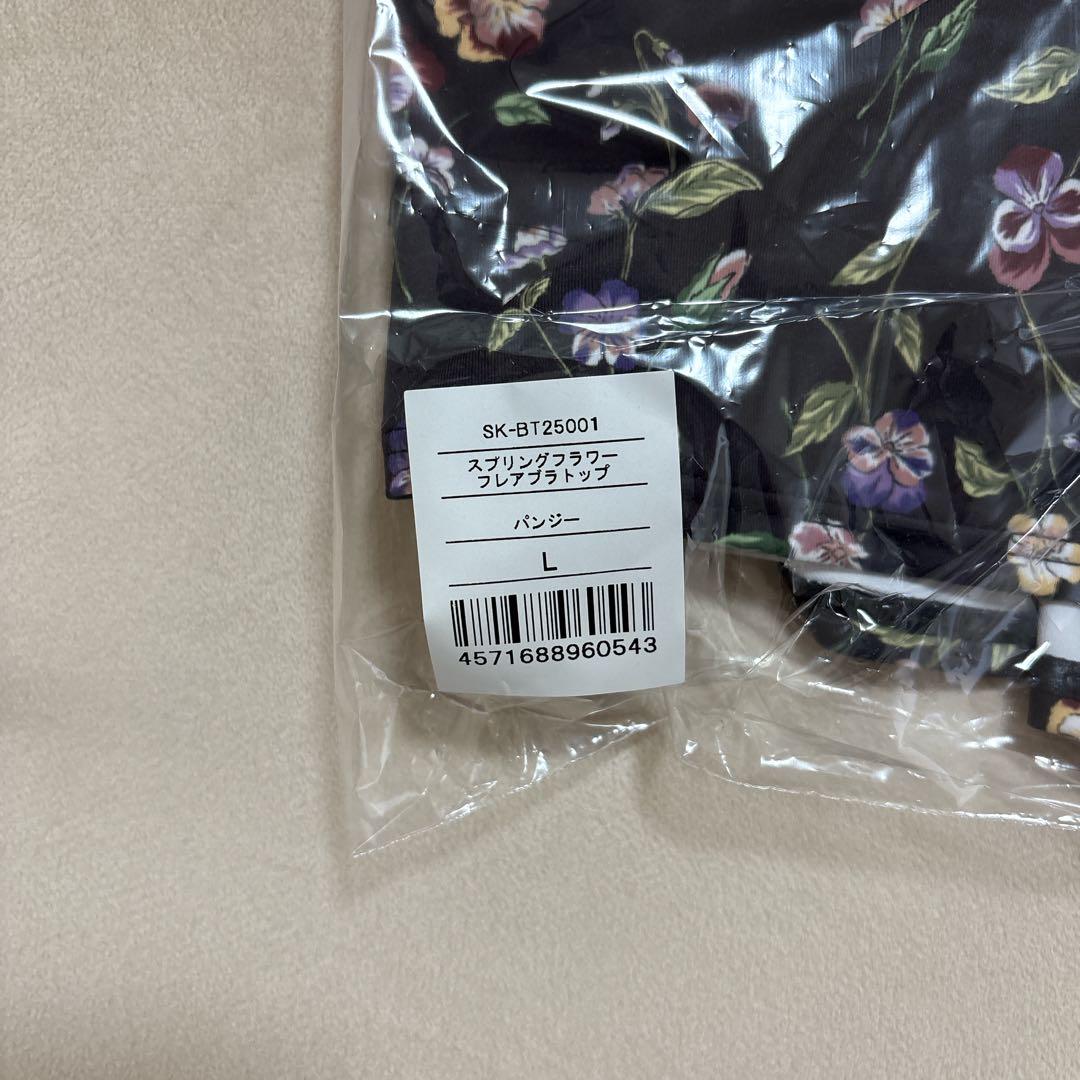 SK-BT25001
スプリングフラワー
フレアブラトップ
パンジー
L
4571688960543